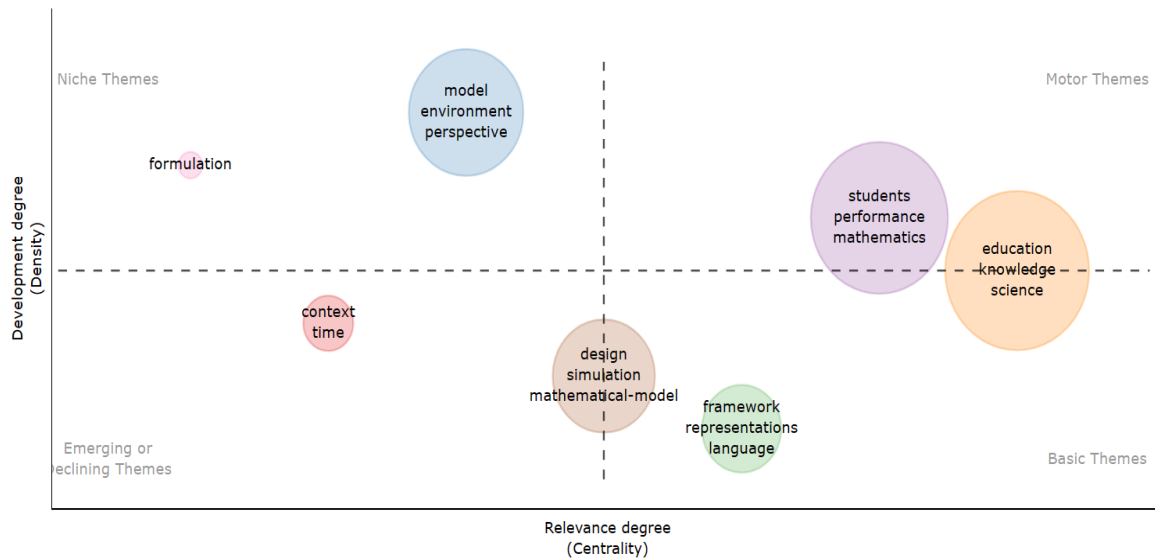 Niche Themes
Motor Themes
model
environment
perspective
formulation
students
performance
mathematics
education
knowledge
science
context
time
design
simulation
mathematical-model
framework
representations
language
Emerging or
Declining Themes
Basic Themes
Development degree
(Density)
Relevance degree
(Centrality)